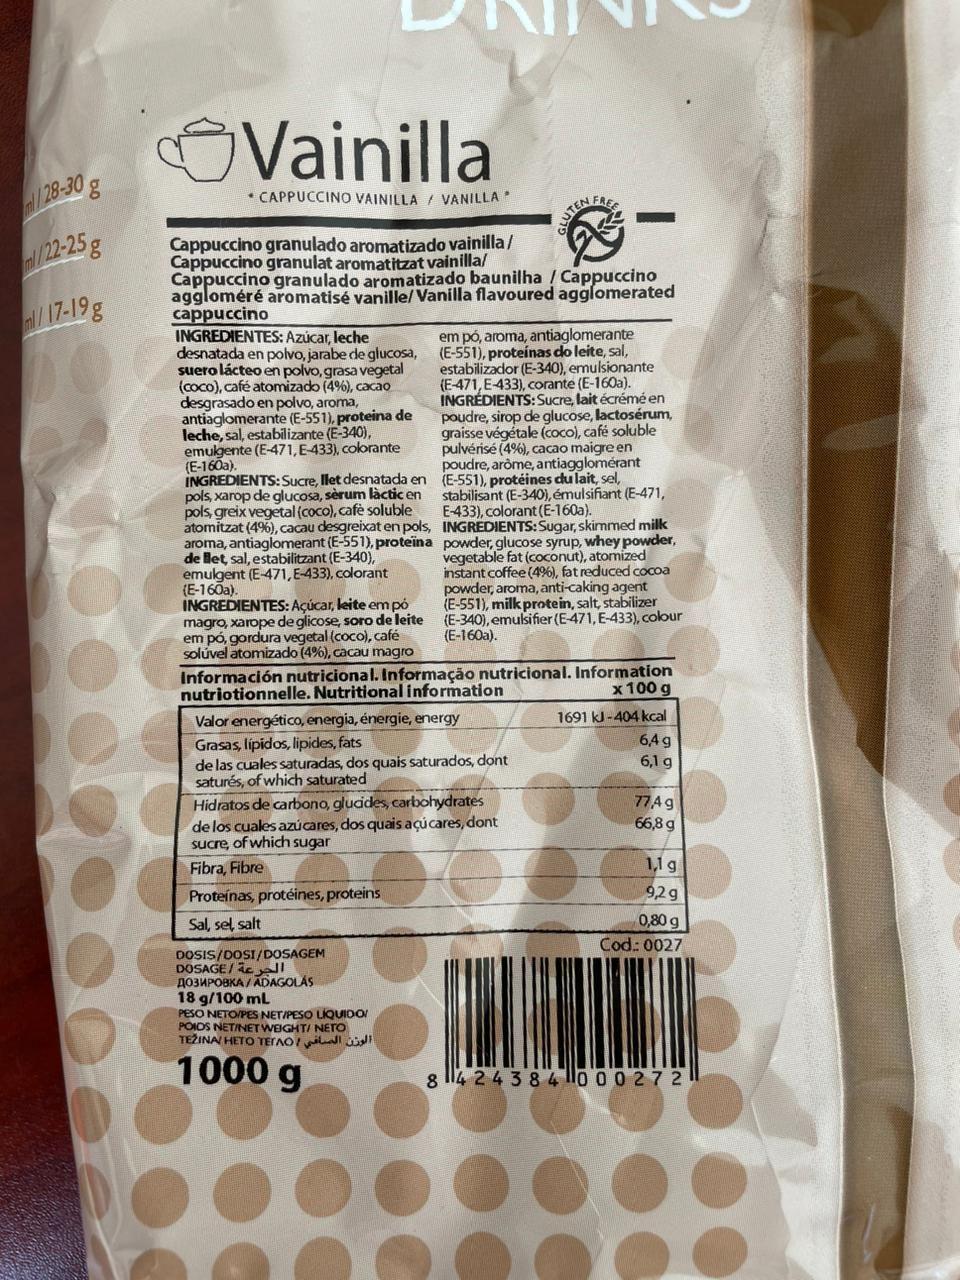 DRINKS
ml / 28-30 g
ml / 22-25 g
ml / 17-19 g
Vainilla
* CAPPUCCINO VAINILLA / VANILLA *
GLUTEN FREE
Cappuccino granulado aromatizado vainilla /
Cappuccino granulat aromatitzat vainilla/
Cappuccino granulado aromatizado baunilha / Cappuccino
aggloméré aromatisé vanille/ Vanilla flavoured agglomerated
cappuccino
INGREDIENTES: Azúcar, leche
desnatada en polvo, jarabe de glucosa,
suero lácteo en polvo, grasa vegetal
(coco), café atomizado (4%), cacao
desgrasado en polvo, aroma,
antiaglomerante (E-551), proteina de
leche, sal, estabilizante (E-340),
emulgente (E-471, E-433), colorante
(E-160a).
INGREDIENTS: Sucre, llet desnatada en
pols, xarop de glucosa, sèrum làctic en
pols, greix vegetal (coco), cafè soluble
atomitzat (4%), cacau desgreixat en pols,
aroma, antiaglomerant (E-551), proteïna
de llet, sal, estabilitzant (E-340),
emulgent (E-471, E-433), colorant
(E-160a).
INGREDIENTES: Açúcar, leite em pó
magro, xarope de glicose, soro de leite
em pó, gordura vegetal (coco), café
solúvel atomizado (4%), cacau magro
em pó, aroma, antiaglomerante
(E-551), proteínas do leite, sal,
estabilizador (E-340), emulsionante
(E-471, E-433), corante (E-160a).
INGRÉDIENTS: Sucre, lait écrémé en
poudre, sirop de glucose, lactosérum,
graisse végétale (coco), café soluble
pulvérisé (4%), cacao maigre en
poudre, arôme, antiagglomérant
(E-551), protéines du lait, sel,
stabilisant (E-340), émulsifiant (E-471,
E-433), colorant (E-160a).
INGREDIENTS: Sugar, skimmed milk
powder, glucose syrup, whey powder,
vegetable fat (coconut), atomized
instant coffee (4%), fat reduced cocoa
powder, aroma, anti-caking agent
(E-551), milk protein, salt, stabilizer
(E-340), emulsifier (E-471, E-433), colour
(E-160a).
Información nutricional. Informação nutricional. Information
nutriotionnelle. Nutritional information x 100 g
Valor energético, energia, énergie, energy 1691 kJ - 404 kcal
Grasas, lípidos, lipides, fats 6,4 g
de las cuales saturadas, dos quais saturados, dont 6,1 g
saturés, of which saturated
Hidratos de carbono, glucides, carbohydrates 77,4 g
de los cuales azúcares, dos quais açúcares, dont 66,8 g
sucre, of which sugar
Fibra, Fibre 1,1 g
Proteínas, protéines, proteins 9,2 g
Sal, sel, salt 0,80 g
Cod.: 0027
DOSIS/DOSI/DOSAGEM
DOSAGE / الجرعة
ДОЗИРОВКА / ADAGOLÁS
18 g/100 mL
PESO NETO/PES NET/PESO LÍQUIDO/
POIDS NET/NET WEIGHT/ NETO
TEŽINA/ НЕТО ТЕГЛО / الوزن الصافي
1000 g
8 424384 000272